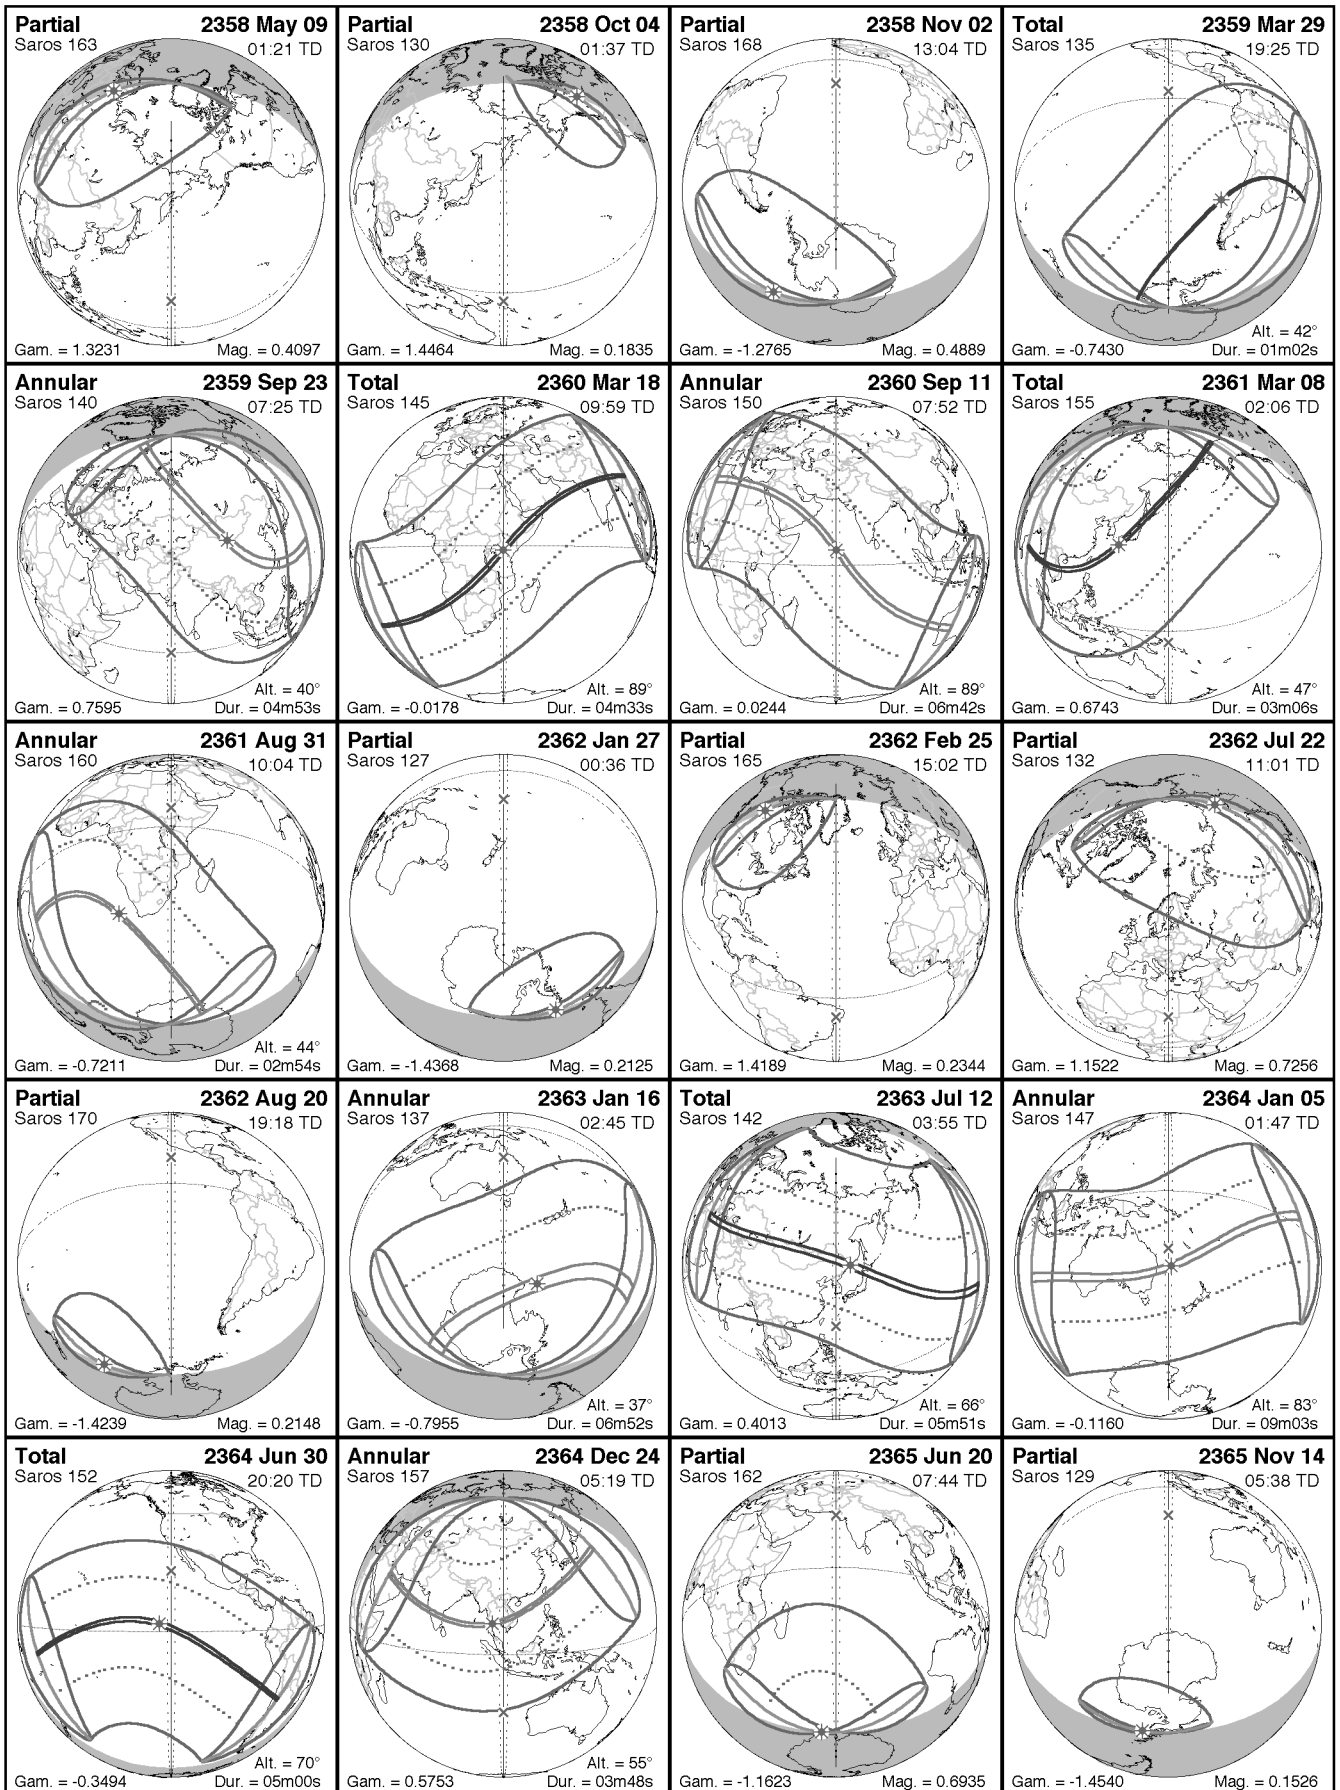 Partial 2358 May 09
Saros 163 01:21 TD
Gam. = 1.3231 Mag. = 0.4097
Partial 2358 Oct 04
Saros 130 01:37 TD
Gam. = 1.4464 Mag. = 0.1835
Partial 2358 Nov 02
Saros 168 13:04 TD
Gam. = -1.2765 Mag. = 0.4889
Total 2359 Mar 29
Saros 135 19:25 TD
Alt. = 42°
Gam. = -0.7430 Dur. = 01m02s
Annular 2359 Sep 23
Saros 140 07:25 TD
Alt. = 40°
Gam. = 0.7595 Dur. = 04m53s
Total 2360 Mar 18
Saros 145 09:59 TD
Alt. = 89°
Gam. = -0.0178 Dur. = 04m33s
Annular 2360 Sep 11
Saros 150 07:52 TD
Alt. = 89°
Gam. = 0.0244 Dur. = 06m42s
Total 2361 Mar 08
Saros 155 02:06 TD
Alt. = 47°
Gam. = 0.6743 Dur. = 03m06s
Annular 2361 Aug 31
Saros 160 10:04 TD
Alt. = 44°
Gam. = -0.7211 Dur. = 02m54s
Partial 2362 Jan 27
Saros 127 00:36 TD
Gam. = -1.4368 Mag. = 0.2125
Partial 2362 Feb 25
Saros 165 15:02 TD
Gam. = 1.4189 Mag. = 0.2344
Partial 2362 Jul 22
Saros 132 11:01 TD
Gam. = 1.1522 Mag. = 0.7256
Partial 2362 Aug 20
Saros 170 19:18 TD
Gam. = -1.4239 Mag. = 0.2148
Annular 2363 Jan 16
Saros 137 02:45 TD
Alt. = 37°
Gam. = -0.7955 Dur. = 06m52s
Total 2363 Jul 12
Saros 142 03:55 TD
Alt. = 66°
Gam. = 0.4013 Dur. = 05m51s
Annular 2364 Jan 05
Saros 147 01:47 TD
Alt. = 83°
Gam. = -0.1160 Dur. = 09m03s
Total 2364 Jun 30
Saros 152 20:20 TD
Alt. = 70°
Gam. = -0.3494 Dur. = 05m00s
Annular 2364 Dec 24
Saros 157 05:19 TD
Alt. = 55°
Gam. = 0.5753 Dur. = 03m48s
Partial 2365 Jun 20
Saros 162 07:44 TD
Gam. = -1.1623 Mag. = 0.6935
Partial 2365 Nov 14
Saros 129 05:38 TD
Gam. = -1.4540 Mag. = 0.1526